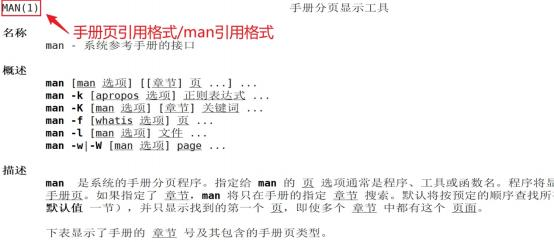 MAN(1) 手册分页显示工具
手册页引用格式/man引用格式
名称
man - 系统参考手册的接口
概述
man [man 选项] [[章节] 页 ...] ...
man -k [apropos 选项] 正则表达式 ...
man -K [man 选项] [章节] 关键词 ...
man -f [whatis 选项] 页 ...
man -l [man 选项] 文件 ...
man -w|-W [man 选项] page ...
描述
man 是系统的手册分页程序。指定给 man 的 页 选项通常是程序、工具或函数名。程序将显
手册页。如果指定了 章节，man 将只在手册的指定 章节 搜索。默认将按预定的顺序查找所
默认值 一节），并只显示找到的第一个 页，即使多个 章节 中都有这个 页面。
下表显示了手册的 章节 号及其包含的手册页类型。